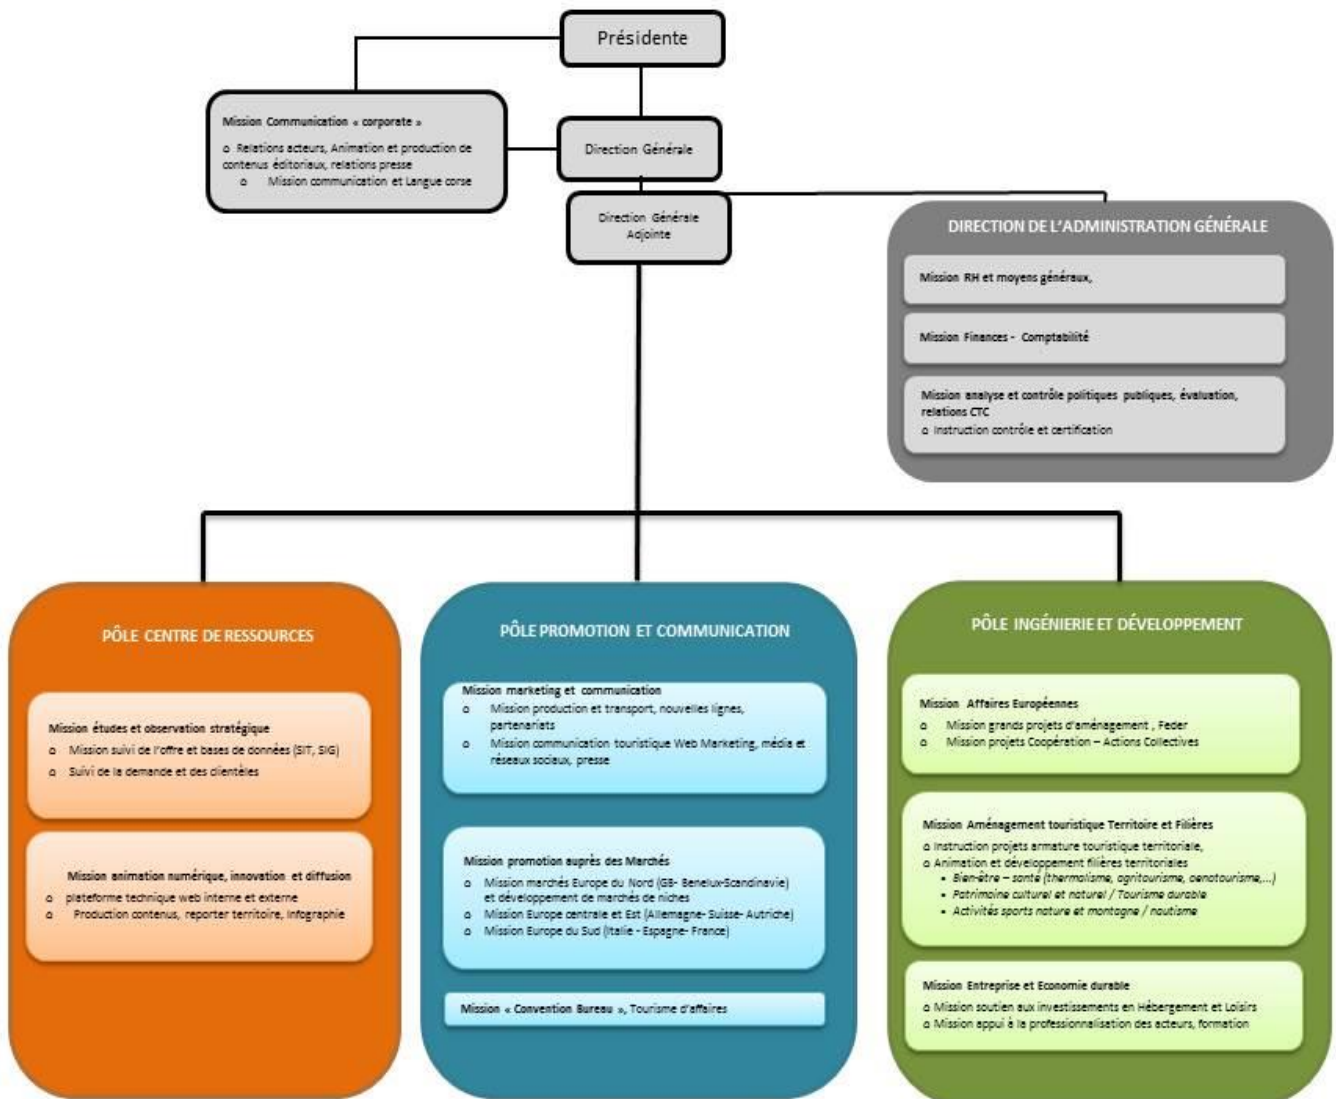 Présidente
Mission Communication « corporate »
o Relations acteurs, Animation et production de
contenus éditoriaux, relations presse
o Mission communication et Langue corse
Direction Générale
Direction Générale
Adjointe
DIRECTION DE L'ADMINISTRATION GÉNÉRALE
Mission RH et moyens généraux,
Mission Finances - Comptabilité
Mission analyse et contrôle politiques publiques, évaluation,
relations CTC
o Instruction contrôle et certification
PÔLE CENTRE DE RESSOURCES
Mission études et observation stratégique
o Mission suivi de l'offre et bases de données (SIT, SIG)
o Suivi de la demande et des clientèles
Mission animation numérique, innovation et diffusion
o plateforme technique web interne et externe
o Production contenus, reporter territoire, infographie
PÔLE PROMOTION ET COMMUNICATION
Mission marketing et communication
o Mission production et transport, nouvelles lignes,
partenariats
o Mission communication touristique Web Marketing, média et
réseaux sociaux, presse
Mission promotion auprès des Marchés
o Mission marchés Europe du Nord (GB- Benelux-Scandinavie)
et développement de marchés de niches
o Mission Europe centrale et Est (Allemagne- Suisse- Autriche)
o Mission Europe du Sud (Italie - Espagne- France)
Mission « Convention Bureau », Tourisme d'affaires
PÔLE INGÉNIERIE ET DÉVELOPPEMENT
Mission Affaires Européennes
o Mission grands projets d'aménagement , Feder
o Mission projets Coopération – Actions Collectives
Mission Aménagement touristique Territoire et Filières
o Instruction projets armature touristique territoriale,
o Animation et développement filières territoriales
• Bien-être – santé (thermalisme, agritourisme, oenotourisme,...)
• Patrimoine culturel et naturel / Tourisme durable
• Activités sports nature et montagne / nautisme
Mission Entreprise et Economie durable
o Mission soutien aux investissements en Hébergement et Loisirs
o Mission appui à la professionnalisation des acteurs, formation